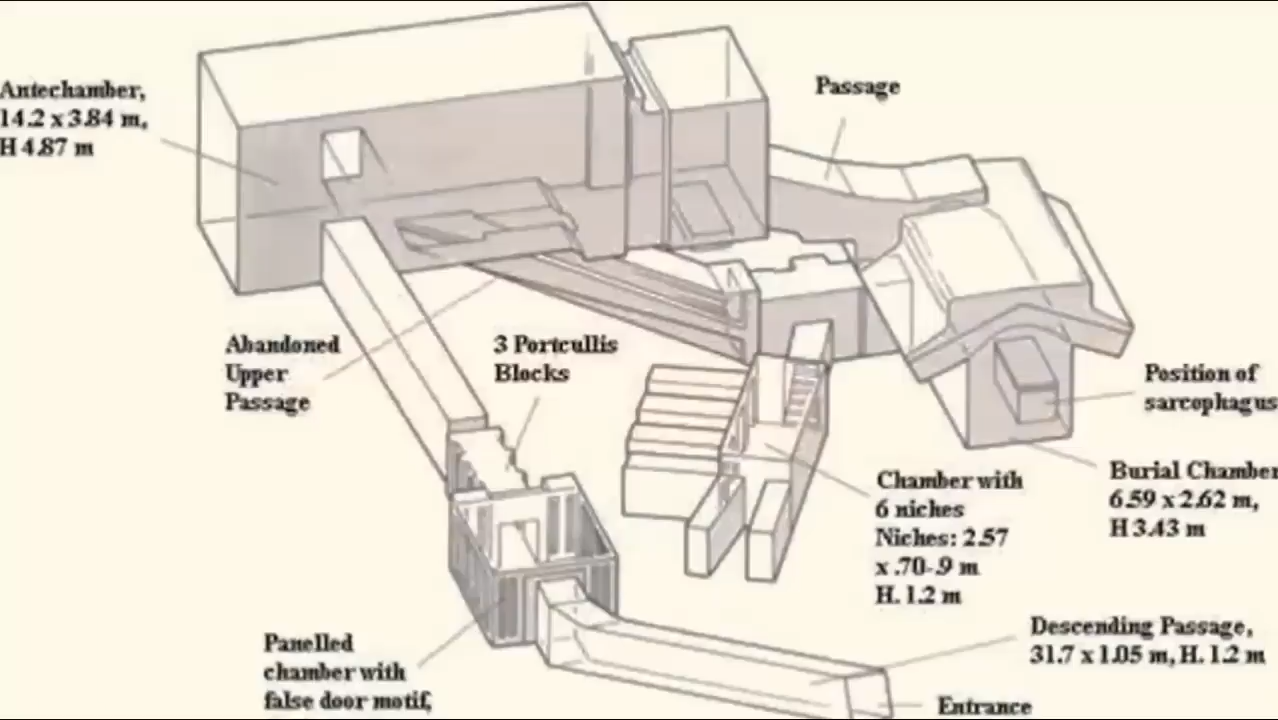 Antechamber,
14.2 x 3.84 m,
H 4.87 m
Passage
Abandoned
Upper
Passage
3 Portcullis
Blocks
Position of
sarcophagus
Burial Chamber
6.59 x 2.62 m,
H 3.43 m
Chamber with
6 niches
Niches: 2.57
x .70-.9 m
H. 1.2 m
Panelled
chamber with
false door motif,
Descending Passage,
31.7 x 1.05 m, H. 1.2 m
Entrance